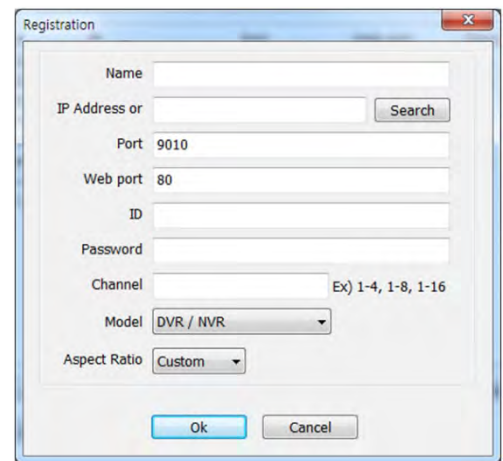 Registration
Name
IP Address or
Search
Port 9010
Web port 80
ID
Password
Channel
Ex) 1-4, 1-8, 1-16
Model DVR / NVR
Aspect Ratio Custom
Ok Cancel